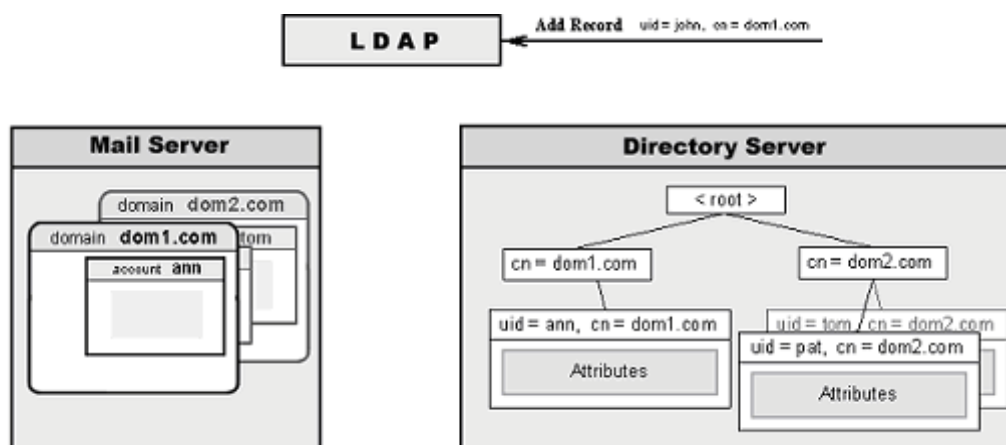 LDAP
Add Record uid = john, cn = dom1.com
Mail Server
domain dom2.com
tom
domain dom1.com
account ann
Directory Server
< root >
cn = dom1.com
cn = dom2.com
uid = ann, cn = dom1.com
Attributes
uid = tom, cn = dom2.com
uid = pat, cn = dom2.com
Attributes